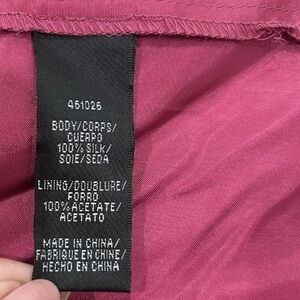 461026
BODY/CORPS/
CUERPO
100% SILK/
SOIE/SEDA
LINING/DOUBLURE/
FORRO
100% ACETATE/
ACETATO
MADE IN CHINA/
FABRIQUE EN CHINE/
HECHO EN CHINA